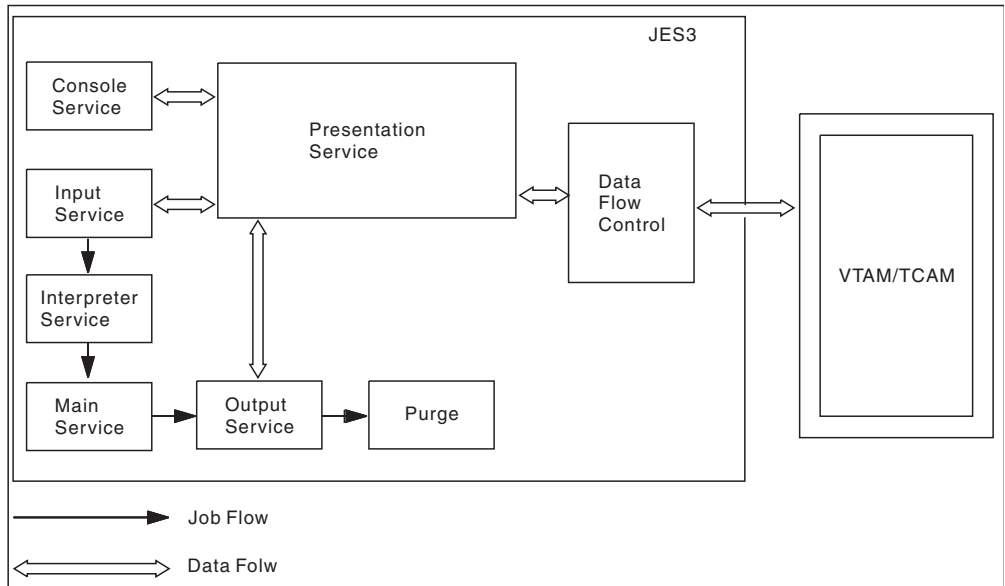 JES3
Console
Service
Presentation
Service
Input
Service
Data
Flow
Control
VTAM/TCAM
Interpreter
Service
Main
Service
Output
Service
Purge
Job Flow
Data Folw